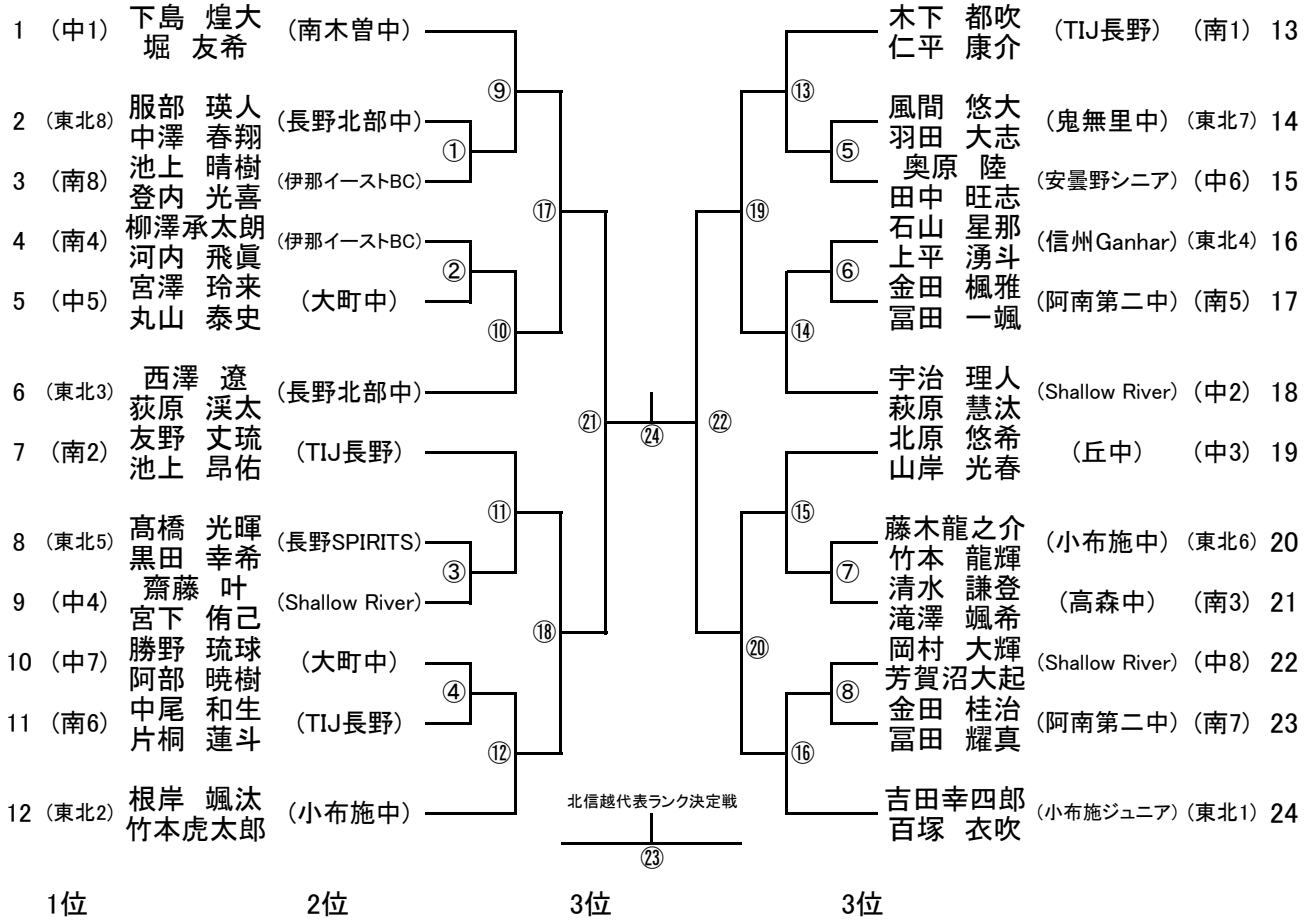 1 (中1) 下島 煌大 (南木曽中)
堀 友希
2 (東北8) 服部 瑛人 (長野北部中)
中澤 春翔
3 (南8) 池上 晴樹 (伊那イーストBC)
登内 光喜
4 (南4) 柳澤承太朗 (伊那イーストBC)
河内 飛眞
5 (中5) 宮澤 玲来 (大町中)
丸山 泰史
6 (東北3) 西澤 遼 (長野北部中)
荻原 渓太
7 (南2) 友野 丈琉 (TIJ長野)
池上 昂佑
8 (東北5) 髙橋 光暉 (長野SPIRITS)
黒田 幸希
9 (中4) 齋藤 叶 (Shallow River)
宮下 侑己
10 (中7) 勝野 琉球 (大町中)
阿部 暁樹
11 (南6) 中尾 和生 (TIJ長野)
片桐 蓮斗
12 (東北2) 根岸 颯汰 (小布施中)
竹本虎太郎
⑨
①
⑰
②
⑩
㉑
⑪
③
⑱
④
⑫
㉔
北信越代表ランク決定戦
㉓
⑬
⑤
⑲
⑥
⑭
㉒
⑮
⑦
⑳
⑧
⑯
木下 都吹 (TIJ長野) (南1) 13
仁平 康介
風間 悠大 (鬼無里中) (東北7) 14
羽田 大志
奥原 陸 (安曇野シニア) (中6) 15
田中 旺志
石山 星那 (信州Ganhar) (東北4) 16
上平 湧斗
金田 楓雅 (阿南第二中) (南5) 17
冨田 一颯
宇治 理人 (Shallow River) (中2) 18
萩原 慧汰
北原 悠希 (丘中) (中3) 19
山岸 光春
藤木龍之介 (小布施中) (東北6) 20
竹本 龍輝
清水 謙登 (高森中) (南3) 21
滝澤 颯希
岡村 大輝 (Shallow River) (中8) 22
芳賀沼大起
金田 桂治 (阿南第二中) (南7) 23
冨田 耀真
吉田幸四郎 (小布施ジュニア) (東北1) 24
百塚 衣吹
1位 2位 3位 3位